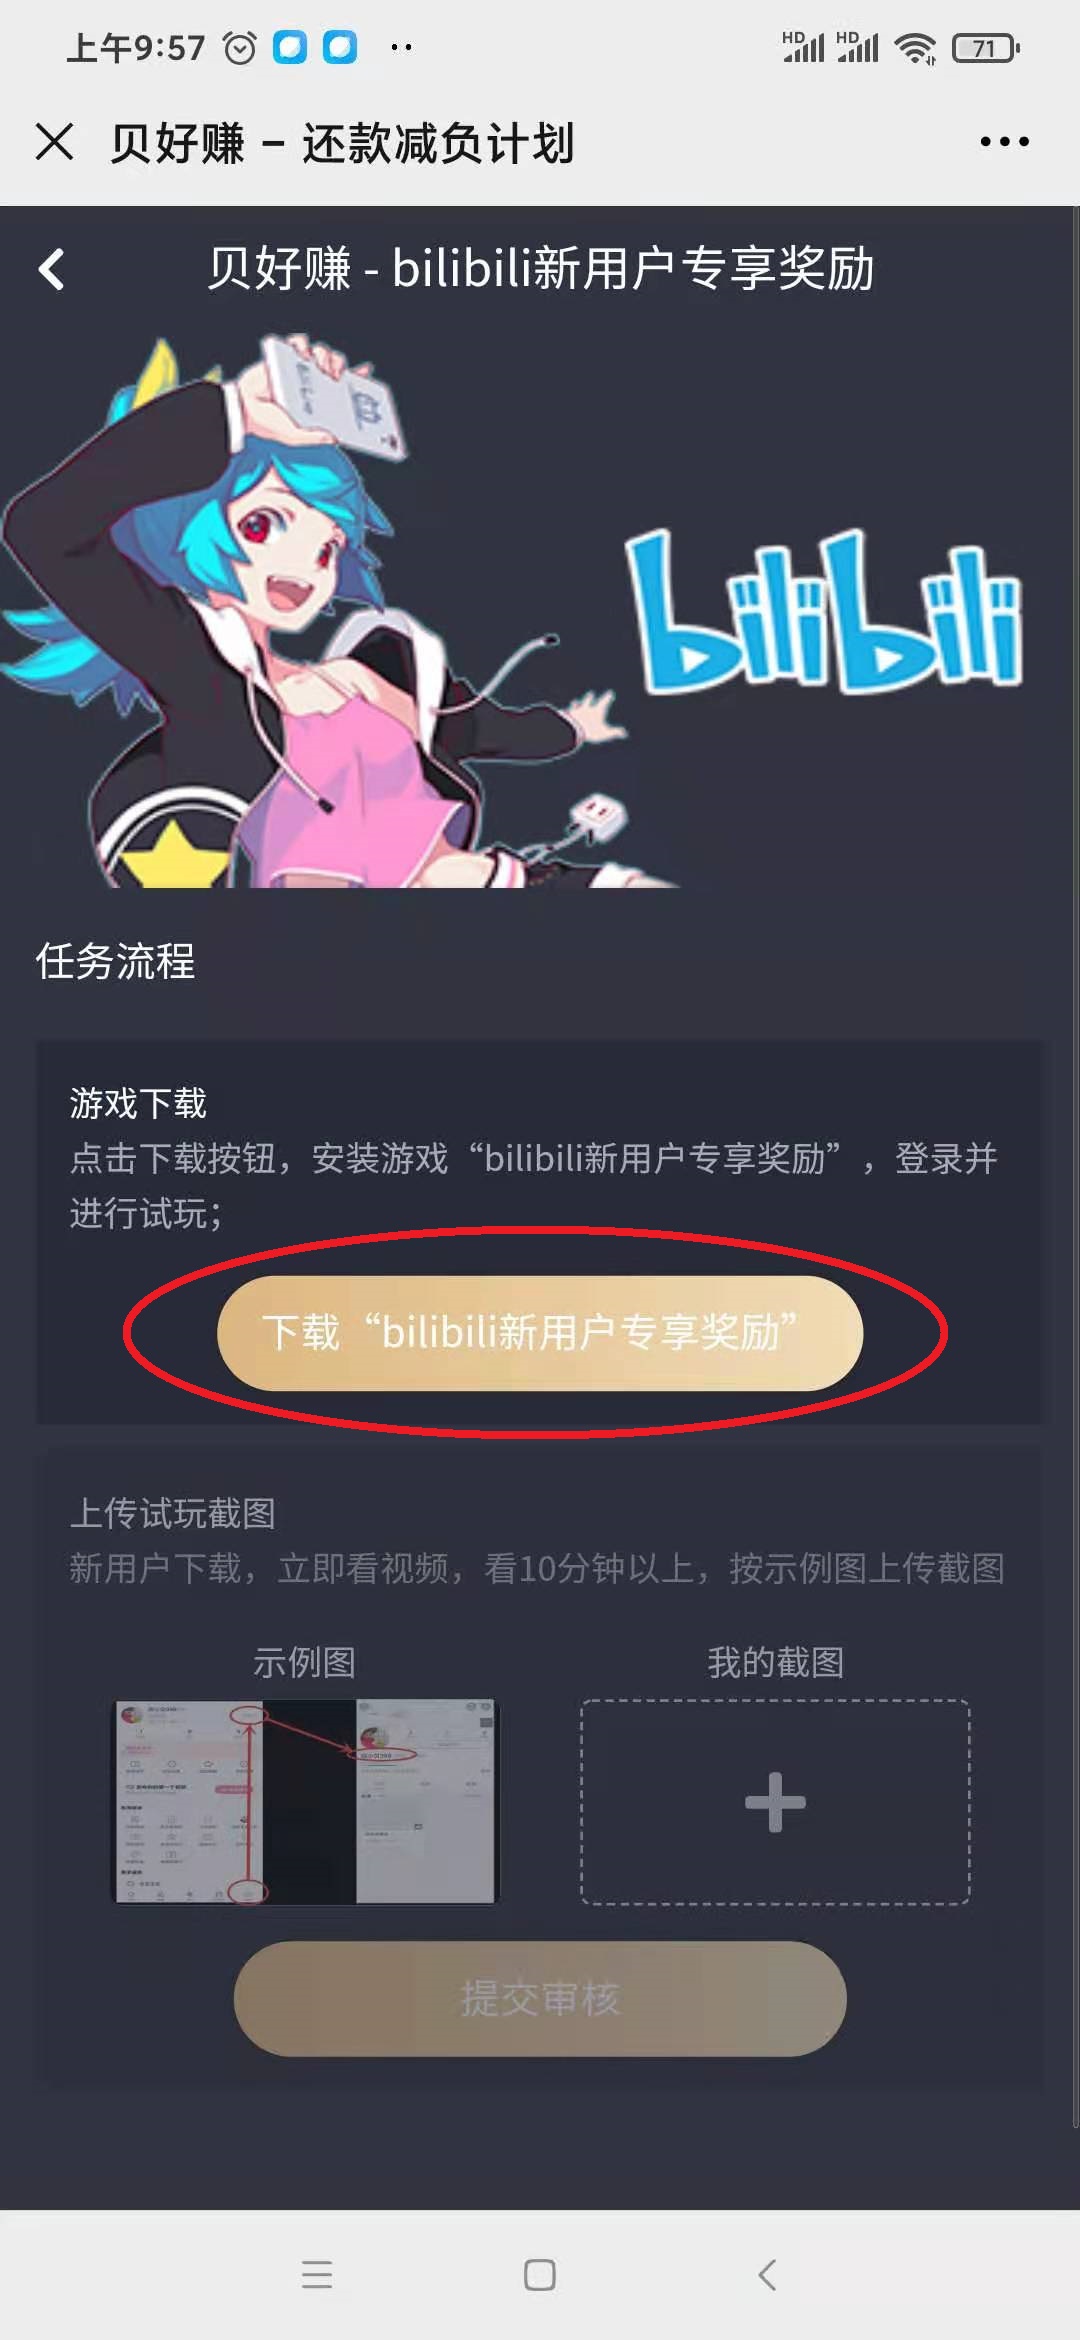 上午9:57
HD HD 71
贝好赚 – 还款减负计划
贝好赚 - bilibili新用户专享奖励
bilibili
任务流程
游戏下载
点击下载按钮，安装游戏“bilibili新用户专享奖励”，登录并
进行试玩；
下载“bilibili新用户专享奖励”
上传试玩截图
新用户下载，立即看视频，看10分钟以上，按示例图上传截图
示例图 我的截图
提交审核